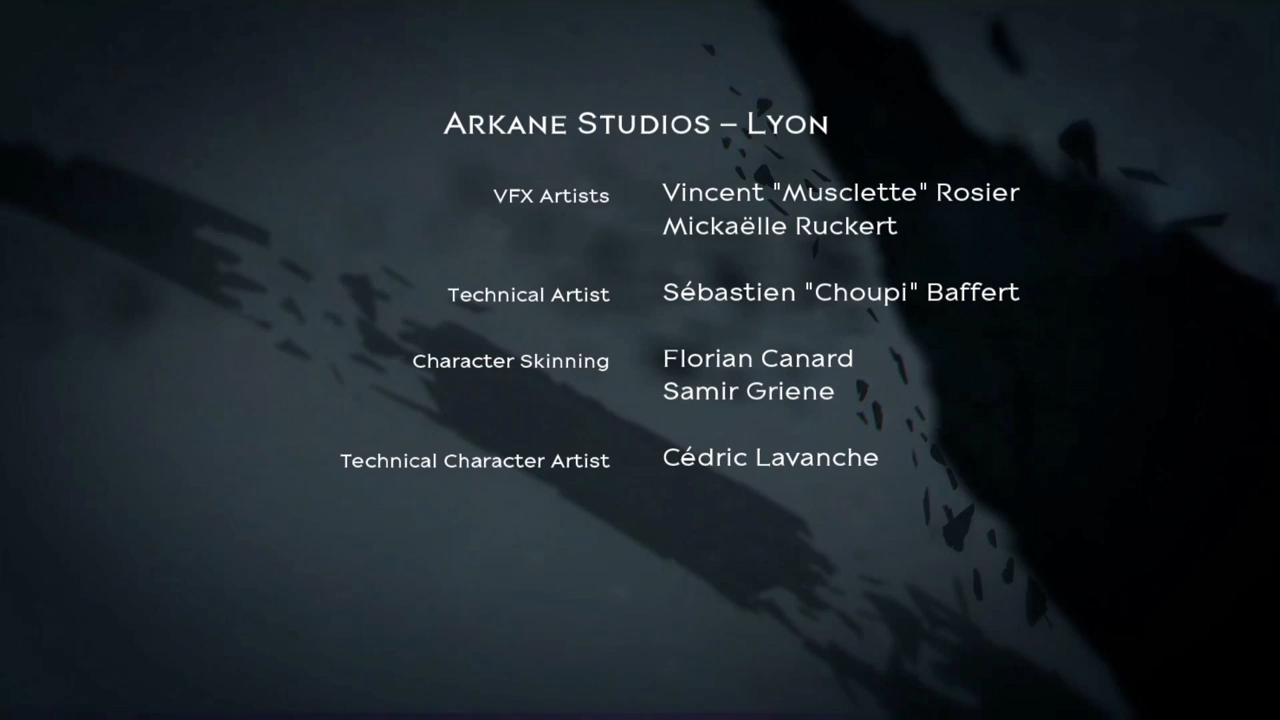 Arkane Studios – Lyon
VFX Artists Vincent "Musclette" Rosier
Mickaëlle Ruckert
Technical Artist Sébastien "Choupi" Baffert
Character Skinning Florian Canard
Samir Griene
Technical Character Artist Cédric Lavanche